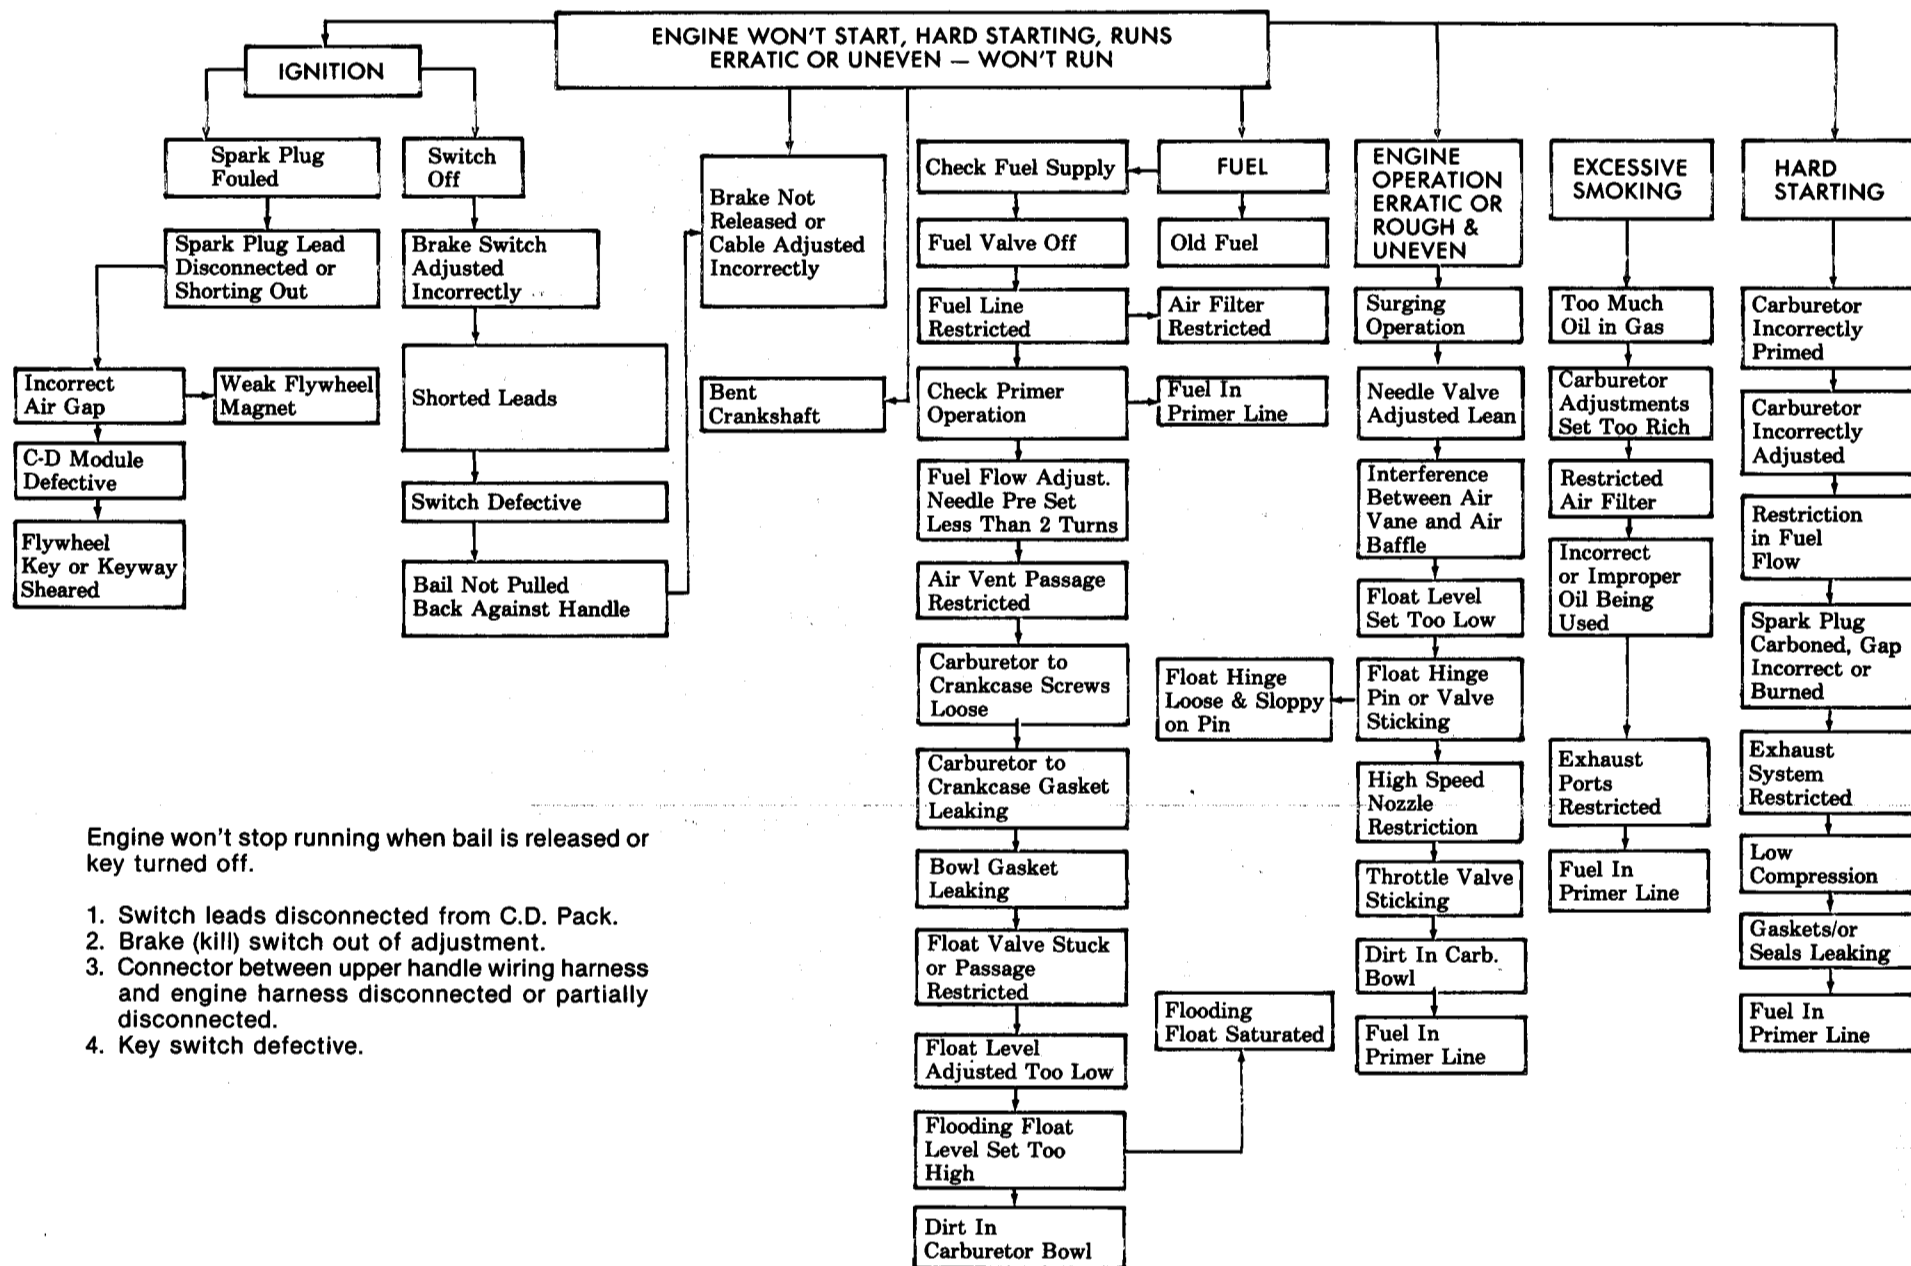 ENGINE WON'T START, HARD STARTING, RUNS
ERRATIC OR UNEVEN — WON'T RUN
IGNITION
Spark Plug
Fouled
Spark Plug Lead
Disconnected or
Shorting Out
Incorrect
Air Gap
Weak Flywheel
Magnet
C-D Module
Defective
Flywheel
Key or Keyway
Sheared
Switch
Off
Brake Switch
Adjusted
Incorrectly
Shorted Leads
Switch Defective
Bail Not Pulled
Back Against Handle
Brake Not
Released or
Cable Adjusted
Incorrectly
Bent
Crankshaft
FUEL
Check Fuel Supply
Old Fuel
Fuel Valve Off
Fuel Line
Restricted
Air Filter
Restricted
Check Primer
Operation
Fuel In
Primer Line
Fuel Flow Adjust.
Needle Pre Set
Less Than 2 Turns
Air Vent Passage
Restricted
Carburetor to
Crankcase Screws
Loose
Carburetor to
Crankcase Gasket
Leaking
Bowl Gasket
Leaking
Float Valve Stuck
or Passage
Restricted
Float Level
Adjusted Too Low
Flooding Float
Level Set Too
High
Flooding
Float Saturated
Dirt In
Carburetor Bowl
ENGINE
OPERATION
ERRATIC OR
ROUGH &
UNEVEN
Surging
Operation
Needle Valve
Adjusted Lean
Interference
Between Air
Vane and Air
Baffle
Float Level
Set Too Low
Float Hinge
Pin or Valve
Sticking
Float Hinge
Loose & Sloppy
on Pin
High Speed
Nozzle
Restriction
Throttle Valve
Sticking
Dirt In Carb.
Bowl
Fuel In
Primer Line
EXCESSIVE
SMOKING
Too Much
Oil in Gas
Carburetor
Adjustments
Set Too Rich
Restricted
Air Filter
Incorrect
or Improper
Oil Being
Used
Exhaust
Ports
Restricted
Fuel In
Primer Line
HARD
STARTING
Carburetor
Incorrectly
Primed
Carburetor
Incorrectly
Adjusted
Restriction
in Fuel
Flow
Spark Plug
Carboned, Gap
Incorrect or
Burned
Exhaust
System
Restricted
Low
Compression
Gaskets/or
Seals Leaking
Fuel In
Primer Line
Engine won't stop running when bail is released or
key turned off.
1. Switch leads disconnected from C.D. Pack.
2. Brake (kill) switch out of adjustment.
3. Connector between upper handle wiring harness
and engine harness disconnected or partially
disconnected.
4. Key switch defective.